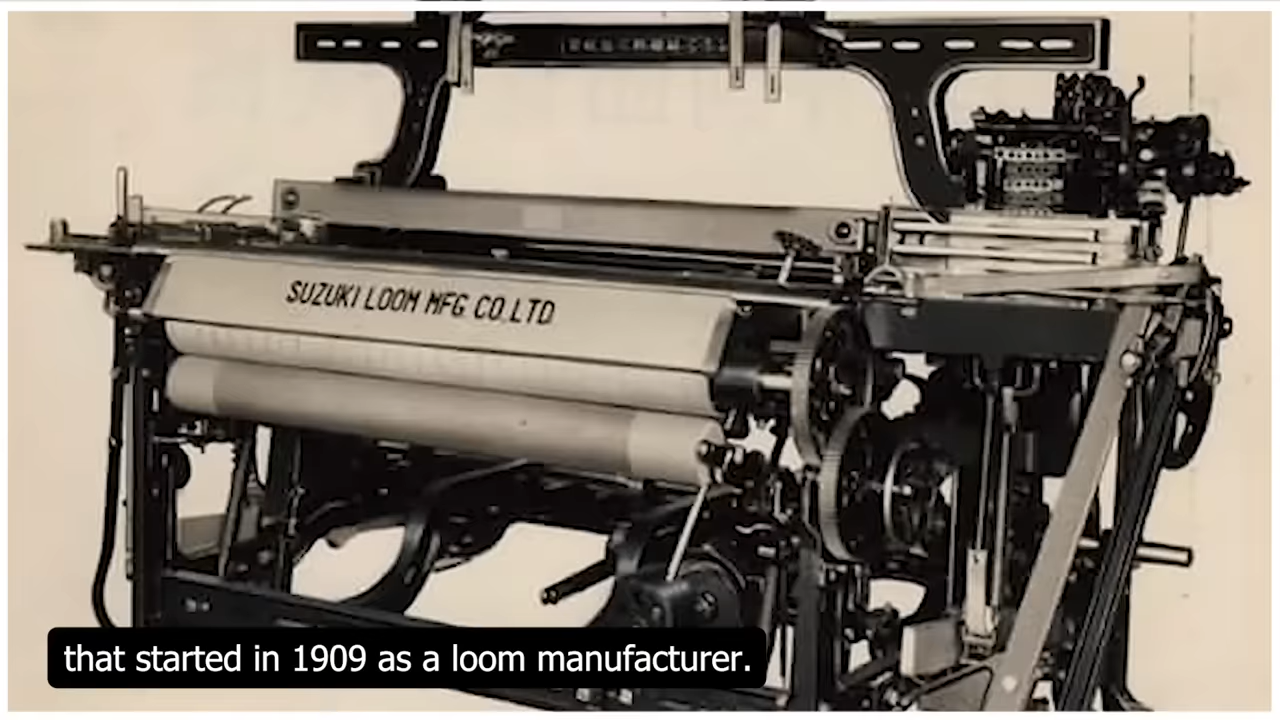 SUZUKI LOOM MFG CO. LTD
that started in 1909 as a loom manufacturer.